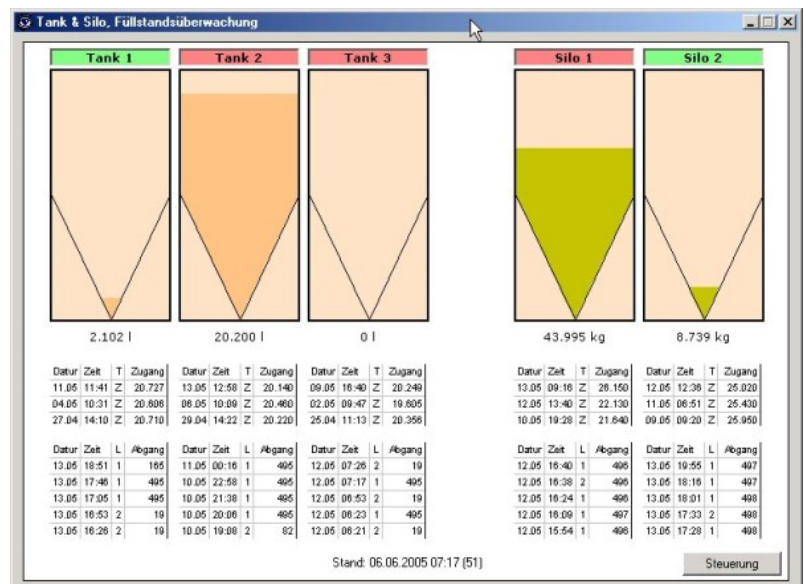 Tank & Silo, Füllstandsüberwachung
Tank 1 Tank 2 Tank 3 Silo 1 Silo 2
2.102 l 20.200 l 0 l 43.995 kg 8.739 kg
Datur Zeit T Zugang Datur Zeit T Zugang Datur Zeit T Zugang Datur Zeit T Zugang Datur Zeit T Zugang
11.05 11:41 Z 20.727 13.05 12:58 Z 20.140 09.05 16:40 Z 20.249 13.05 09:16 Z 26.150 12.05 12:36 Z 25.020
04.05 10:31 Z 20.606 06.05 10:09 Z 20.460 02.05 09:47 Z 19.605 12.05 13:40 Z 22.130 11.05 06:51 Z 25.430
27.04 14:10 Z 20.710 29.04 14:22 Z 20.220 25.04 11:13 Z 20.356 10.05 19:28 Z 21.640 09.05 09:20 Z 25.950
Datur Zeit L Abgang Datur Zeit L Abgang Datur Zeit L Abgang Datur Zeit L Abgang Datur Zeit L Abgang
13.05 18:51 1 165 11.05 00:16 1 495 12.05 07:26 2 19 12.05 16:40 1 496 13.05 19:55 1 497
13.05 17:46 1 495 10.05 22:58 1 495 12.05 07:17 1 495 12.05 16:38 2 496 13.05 18:16 1 497
13.05 17:05 1 495 10.05 21:38 1 495 12.05 06:53 2 19 12.05 16:24 1 496 13.05 18:01 1 498
13.05 16:53 2 19 10.05 20:06 1 495 12.05 06:23 1 495 12.05 16:09 1 497 13.05 17:33 2 498
13.05 16:26 2 19 10.05 19:08 2 82 12.05 06:21 2 19 12.05 15:54 1 496 13.05 17:28 1 498
Stand: 06.06.2005 07:17 (51)
Steuerung